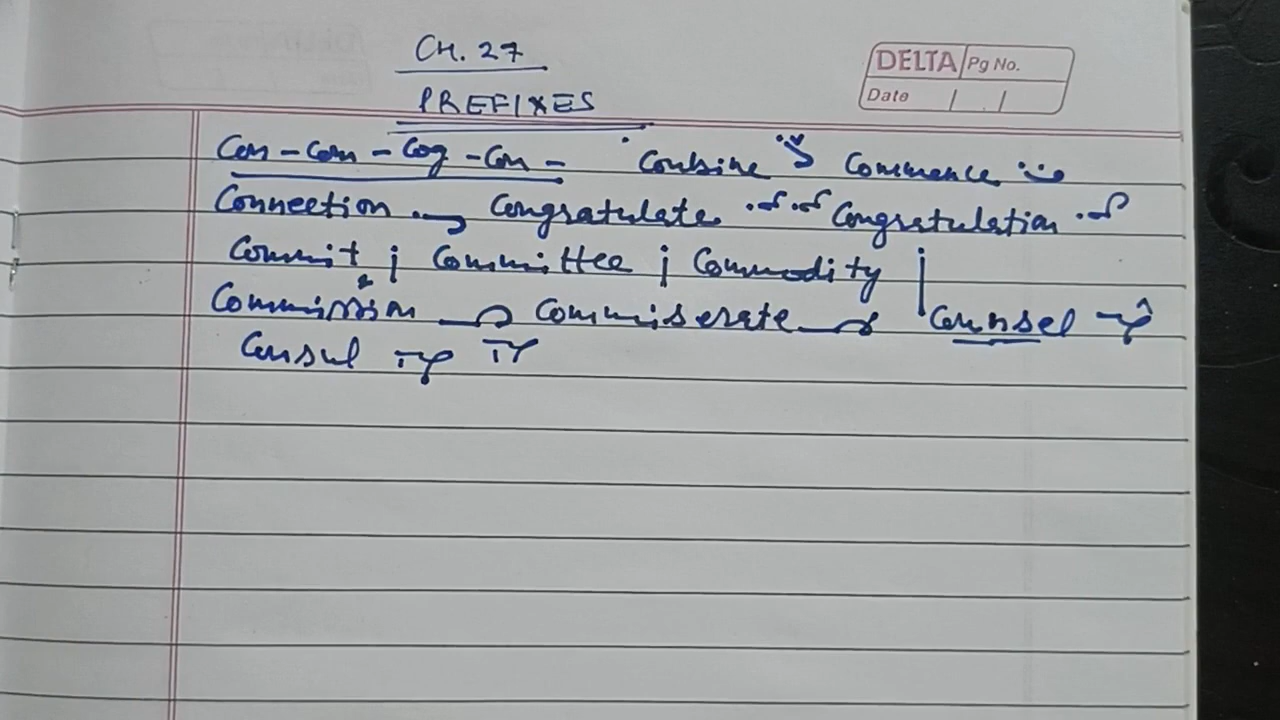 CH. 27
DELTA Pg No.
Date / /
PREFIXES
Con - Com - Cog - Con - Combine Commence
Connection Congratulate Congratulation
Commit Committee Commodity
Commission Commiserate Counsel
Consul